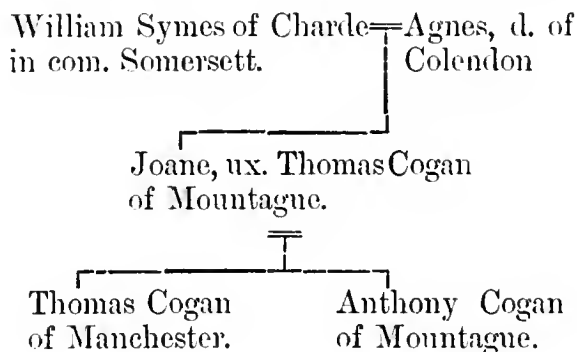 William Symes of Charde Agnes, d. of
in com. Somersett. Colendon
Joane, ux. Thomas Cogan
of Mountague.
Thomas Cogan Anthony Cogan
of Manchester. of Mountague.